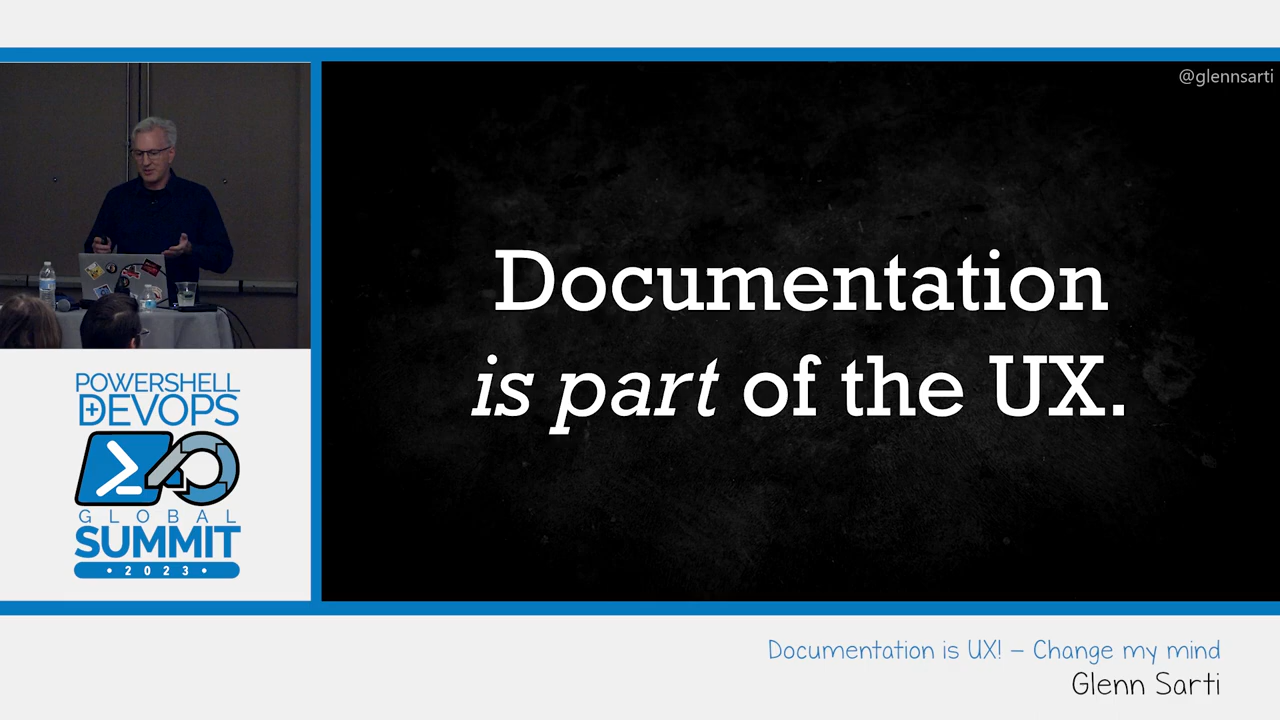 @glennsarti
Documentation
is part of the UX.
POWERSHELL
+DEVOPS
GLOBAL
SUMMIT
• 2023 •
Documentation is UX! – Change my mind
Glenn Sarti